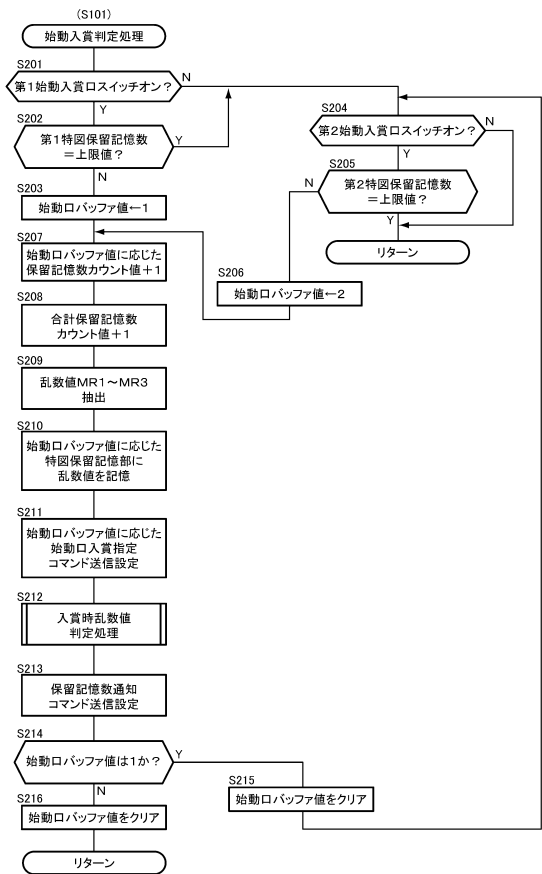 (S101)
始動入賞判定処理
S201
第1始動入賞口スイッチオン？
N
Y
S202
第1特図保留記憶数
＝上限値？
Y
N
S203
始動口バッファ値←1
S204
第2始動入賞口スイッチオン？
N
Y
S205
第2特図保留記憶数
＝上限値？
N
Y
リターン
S206
始動口バッファ値←2
S207
始動口バッファ値に応じた
保留記憶数カウント値＋1
S208
合計保留記憶数
カウント値＋1
S209
乱数値MR1～MR3
抽出
S210
始動口バッファ値に応じた
特図保留記憶部に
乱数値を記憶
S211
始動口バッファ値に応じた
始動口入賞指定
コマンド送信設定
S212
入賞時乱数値
判定処理
S213
保留記憶数通知
コマンド送信設定
S214
始動口バッファ値は1か？
Y
N
S215
始動口バッファ値をクリア
S216
始動口バッファ値をクリア
リターン